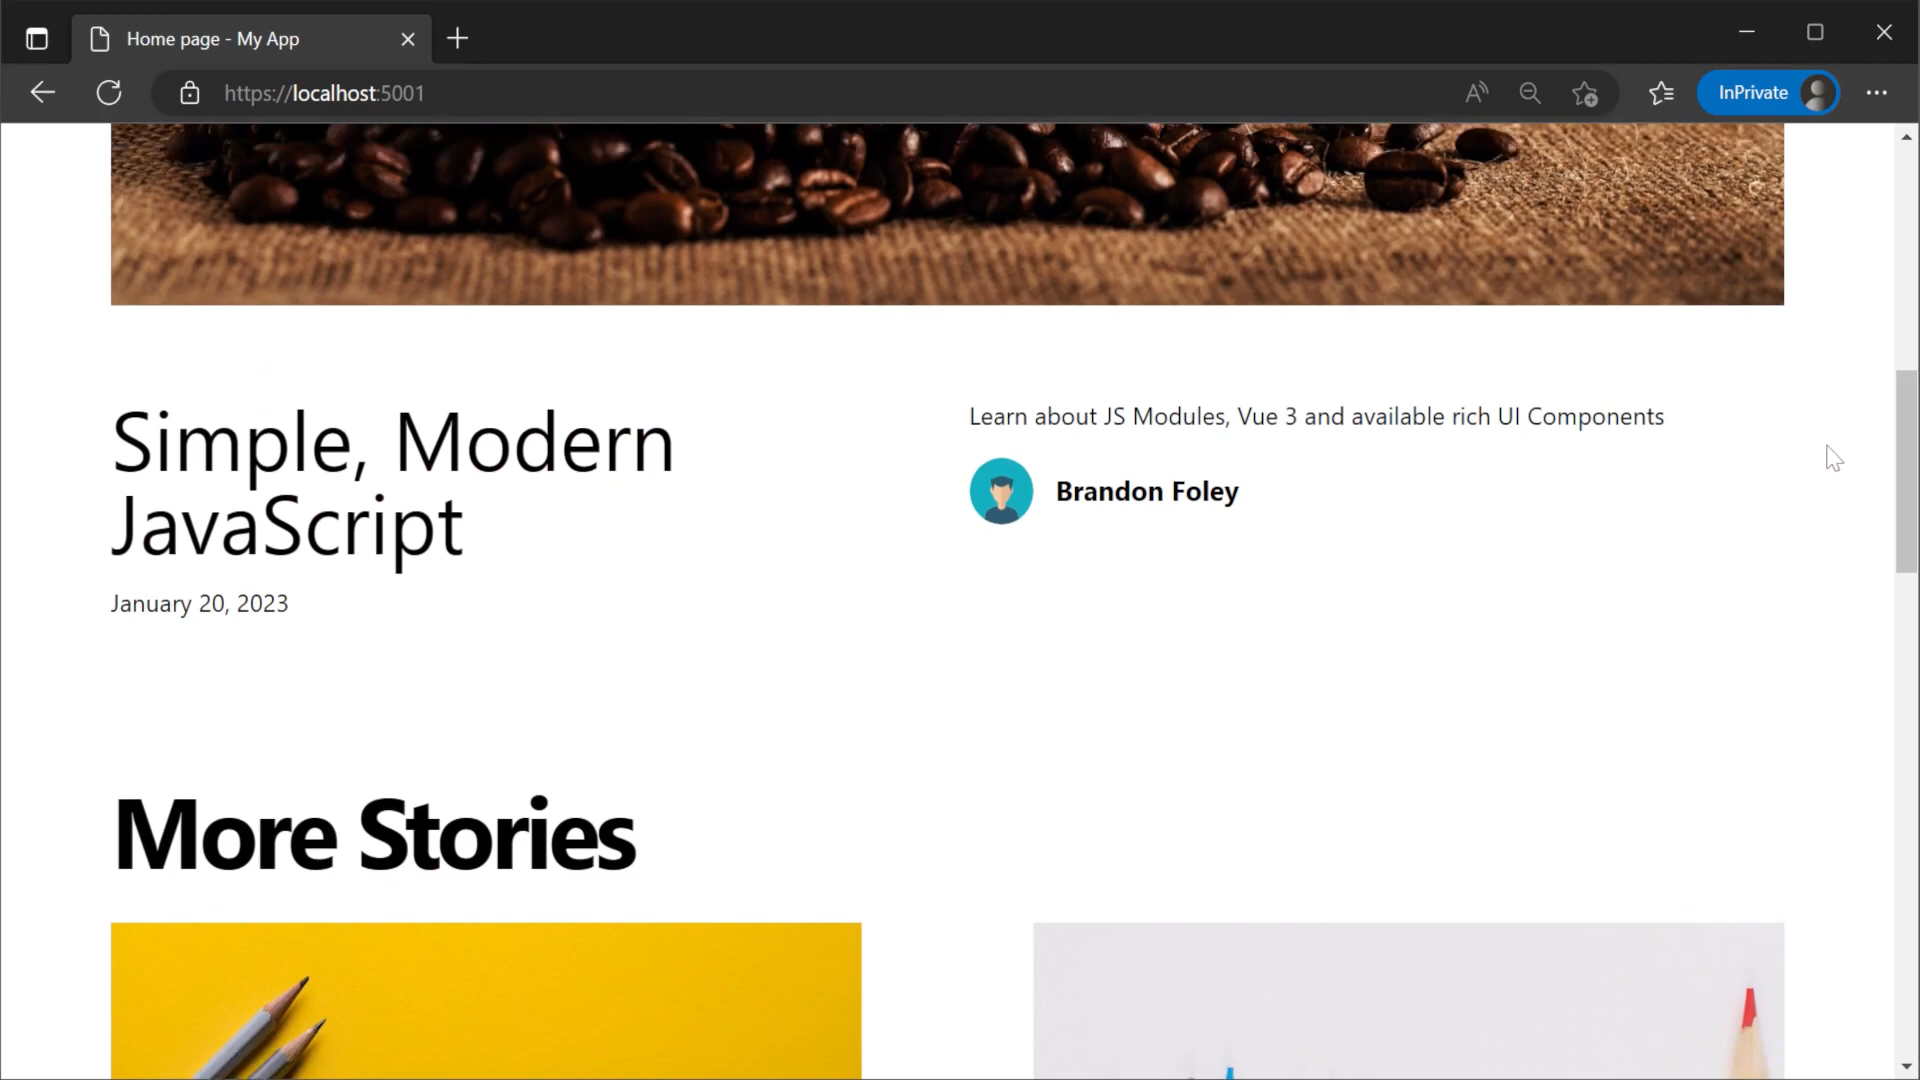 Home page - My App
https://localhost:5001
InPrivate
Simple, Modern
JavaScript
January 20, 2023
Learn about JS Modules, Vue 3 and available rich UI Components
Brandon Foley
More Stories